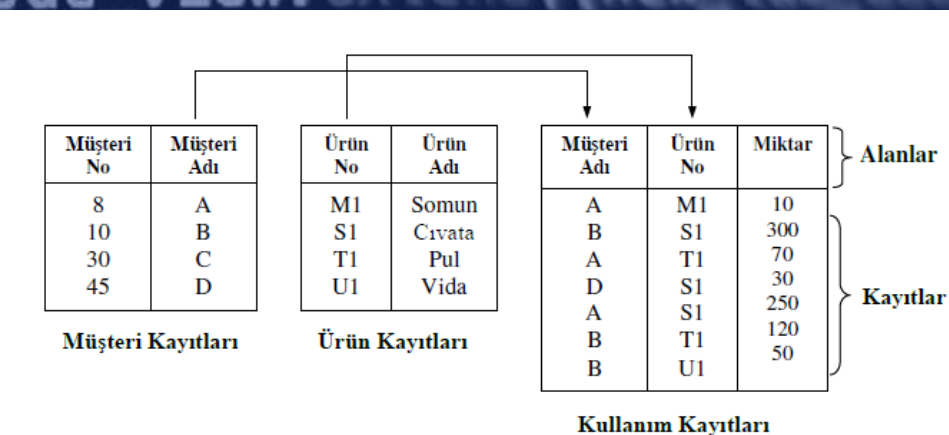 Müşteri No
Müşteri Adı
8 A
10 B
30 C
45 D
Müşteri Kayıtları
Ürün No
Ürün Adı
M1 Somun
S1 Cıvata
T1 Pul
U1 Vida
Ürün Kayıtları
Müşteri Adı
Ürün No
Miktar
A M1 10
B S1 300
A T1 70
D S1 30
A S1 250
B T1 120
B U1 50
Kullanım Kayıtları
Alanlar
Kayıtlar